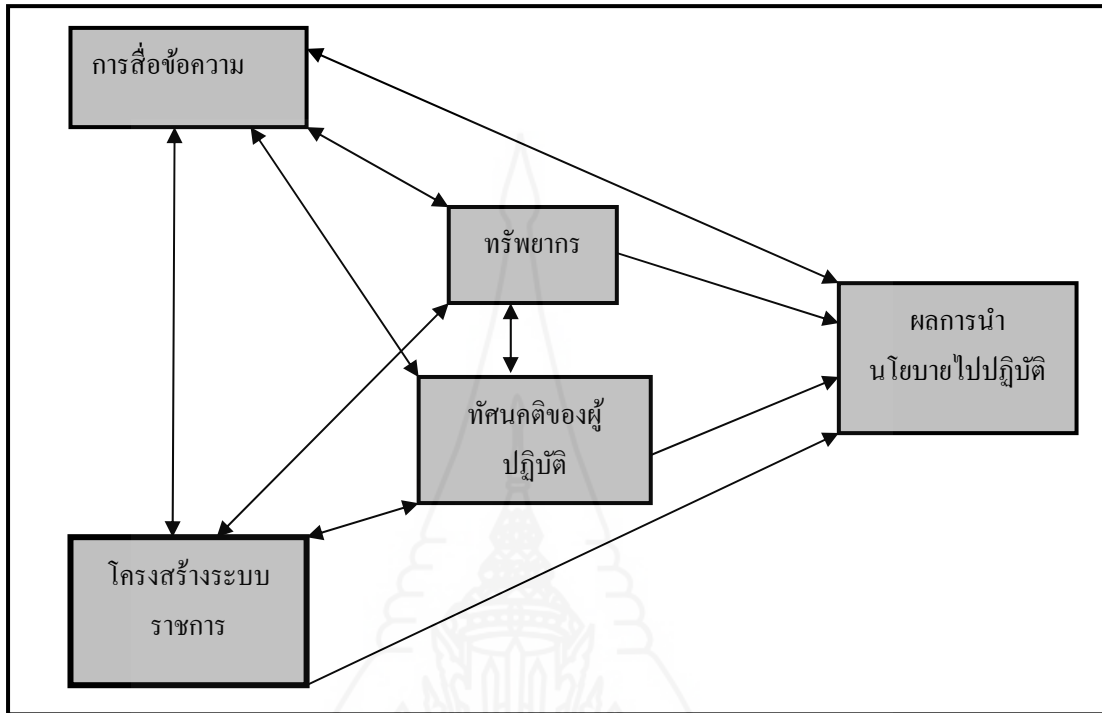 การสื่อข้อความ
ทรัพยากร
ผลการนำ
นโยบายไปปฏิบัติ
ทัศนคติของผู้
ปฏิบัติ
โครงสร้างระบบ
ราชการ